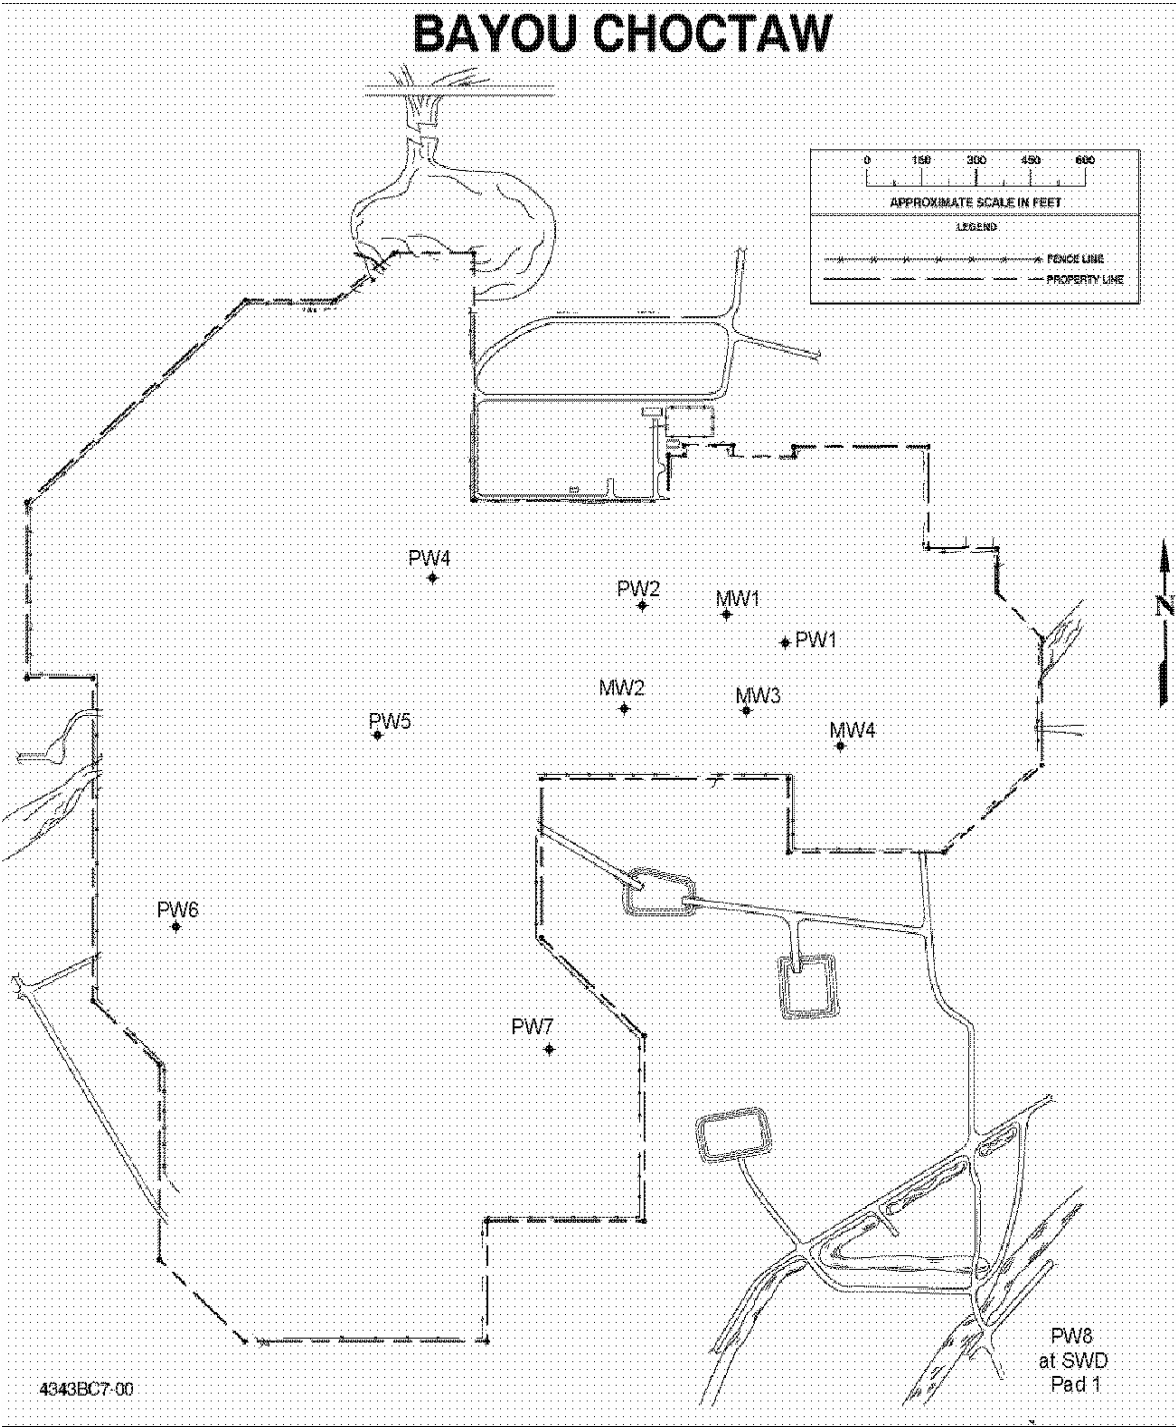 BAYOU CHOCTAW
0 150 300 450 600
APPROXIMATE SCALE IN FEET
LEGEND
FENCE LINE
PROPERTY LINE
PW4
PW2
MW1
N
PW1
MW2
MW3
PW5
MW4
PW6
PW7
PW8
at SWD
Pad 1
4343BC7-00